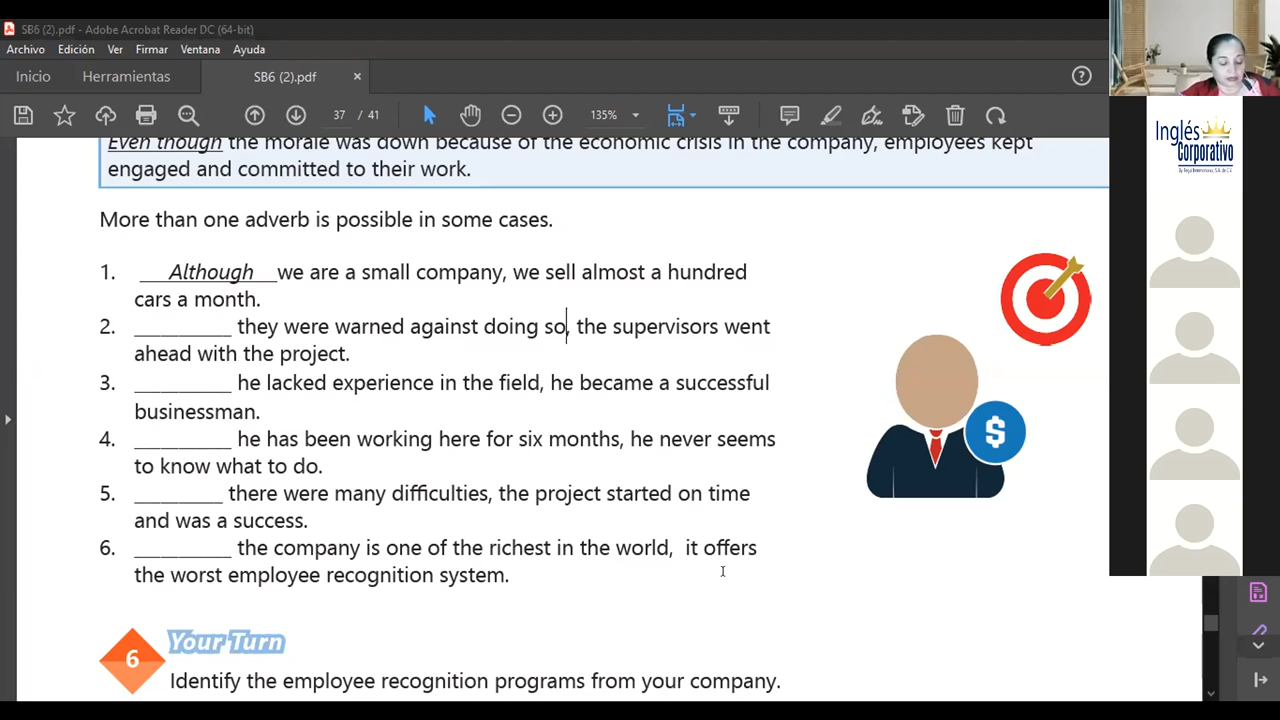 SB6 (2).pdf - Adobe Acrobat Reader DC (64-bit)
Archivo Edición Ver Firmar Ventana Ayuda
Inicio Herramientas SB6 (2).pdf ×
37 / 41 135%
Even though the morale was down because of the economic crisis in the company, employees kept
engaged and committed to their work.
More than one adverb is possible in some cases.
1. ___Although___we are a small company, we sell almost a hundred
cars a month.
2. __________ they were warned against doing so, the supervisors went
ahead with the project.
3. __________ he lacked experience in the field, he became a successful
businessman.
4. __________ he has been working here for six months, he never seems
to know what to do.
5. _________ there were many difficulties, the project started on time
and was a success.
6. __________ the company is one of the richest in the world, it offers
the worst employee recognition system.
$
6 Your Turn
Identify the employee recognition programs from your company.
Inglés
Corporativo